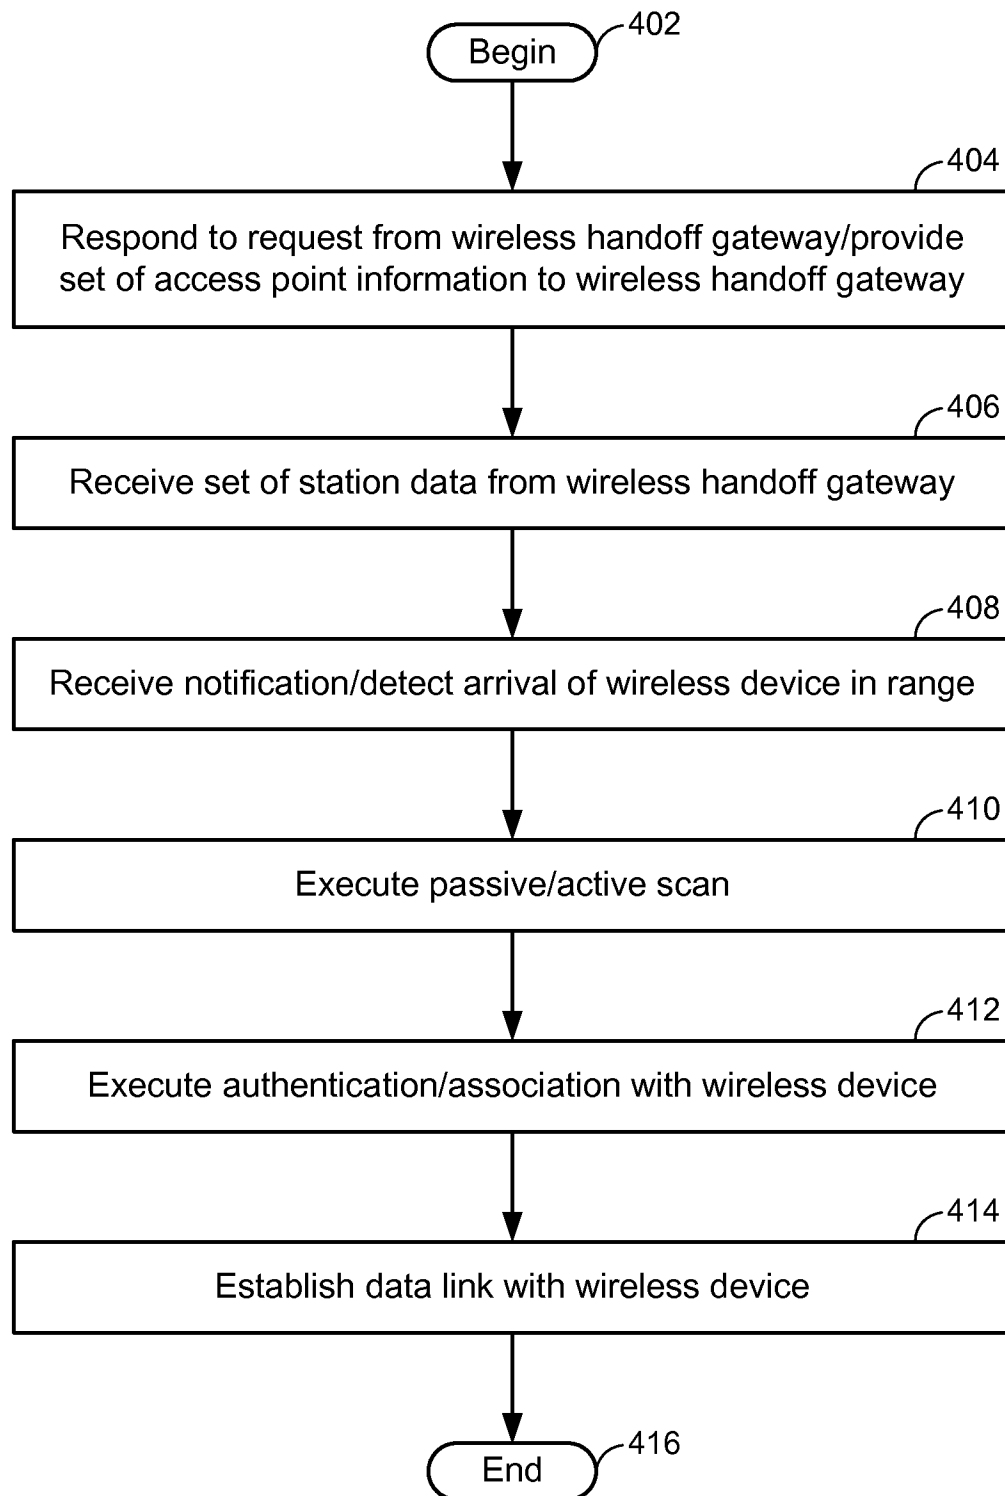 Begin
402
404
Respond to request from wireless handoff gateway/provide
set of access point information to wireless handoff gateway
406
Receive set of station data from wireless handoff gateway
408
Receive notification/detect arrival of wireless device in range
410
Execute passive/active scan
412
Execute authentication/association with wireless device
414
Establish data link with wireless device
End
416